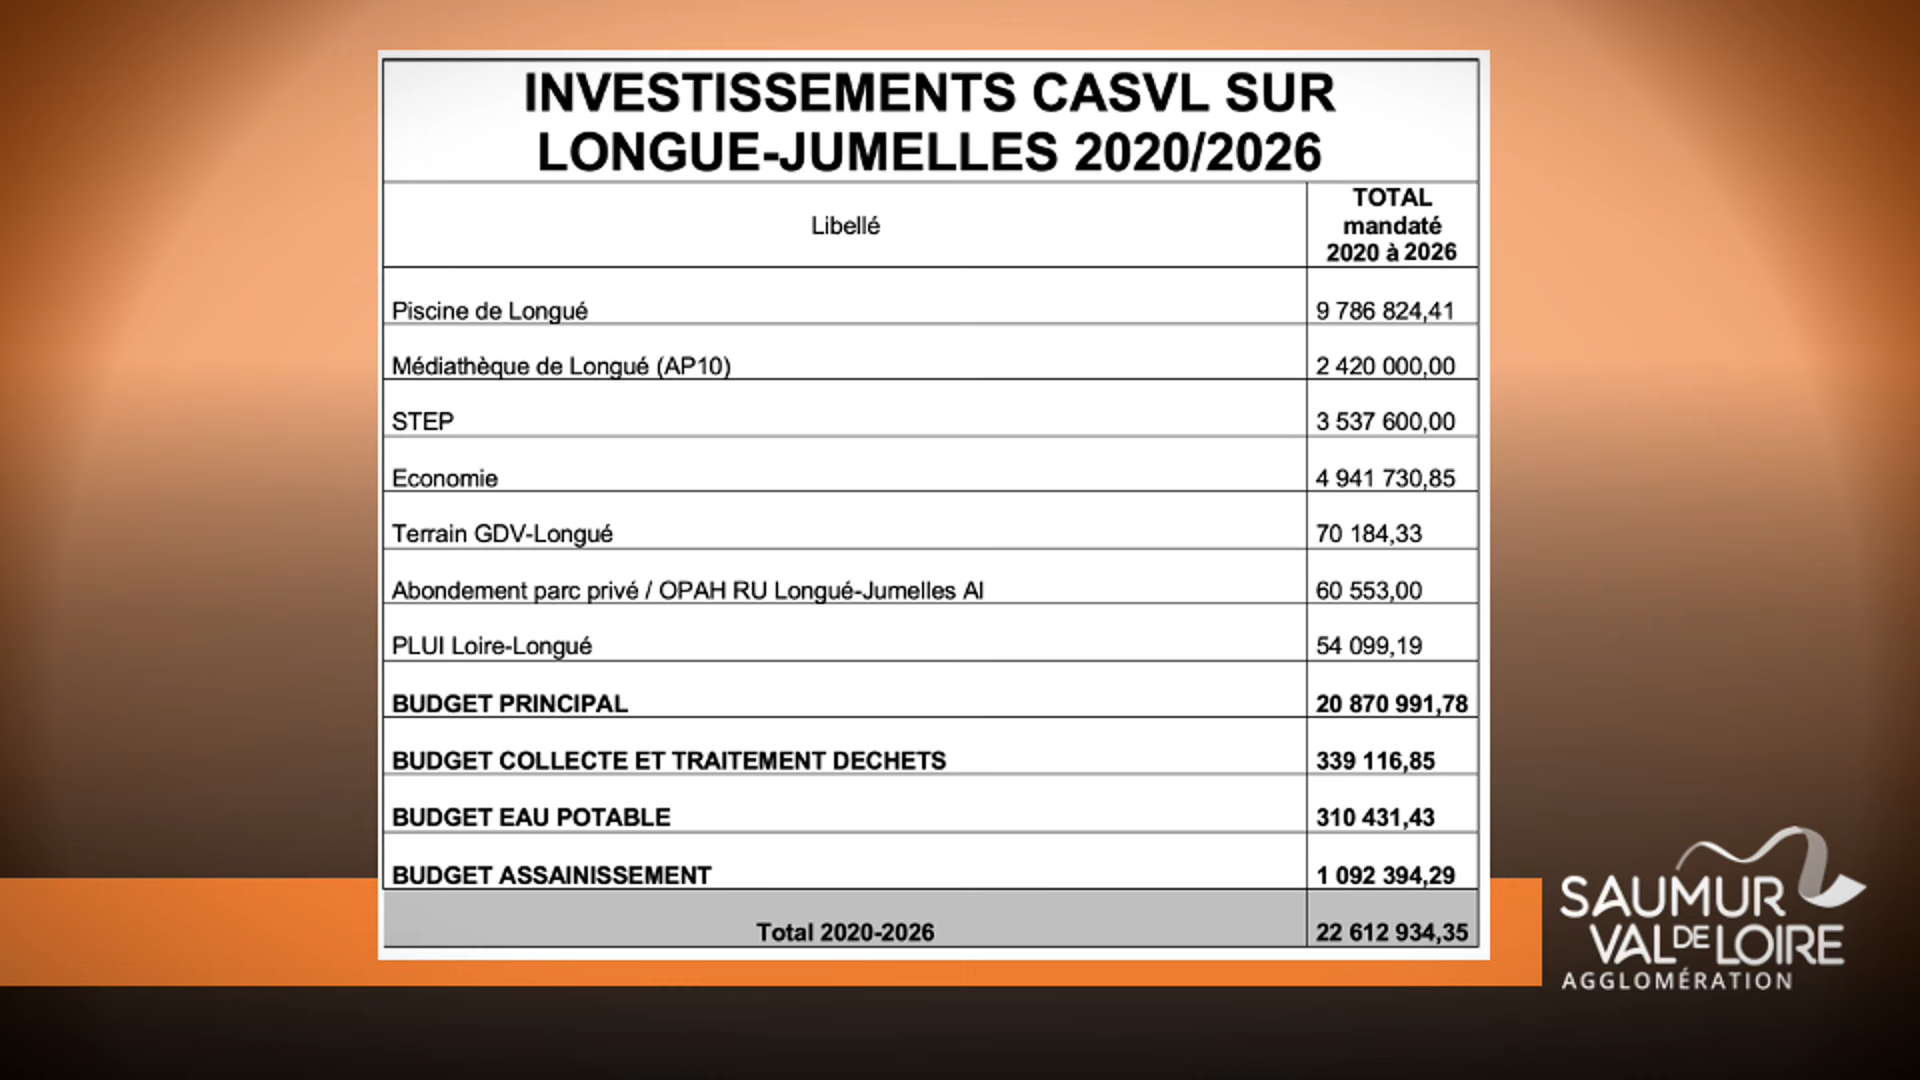 INVESTISSEMENTS CASVL SUR
LONGUE-JUMELLES 2020/2026
Libellé
TOTAL
mandaté
2020 à 2026
Piscine de Longué 9 786 824,41
Médiathèque de Longué (AP10) 2 420 000,00
STEP 3 537 600,00
Economie 4 941 730,85
Terrain GDV-Longué 70 184,33
Abondement parc privé / OPAH RU Longué-Jumelles AI 60 553,00
PLUI Loire-Longué 54 099,19
BUDGET PRINCIPAL 20 870 991,78
BUDGET COLLECTE ET TRAITEMENT DECHETS 339 116,85
BUDGET EAU POTABLE 310 431,43
BUDGET ASSAINISSEMENT 1 092 394,29
Total 2020-2026 22 612 934,35
SAUMUR
VAL DE LOIRE
AGGLOMÉRATION